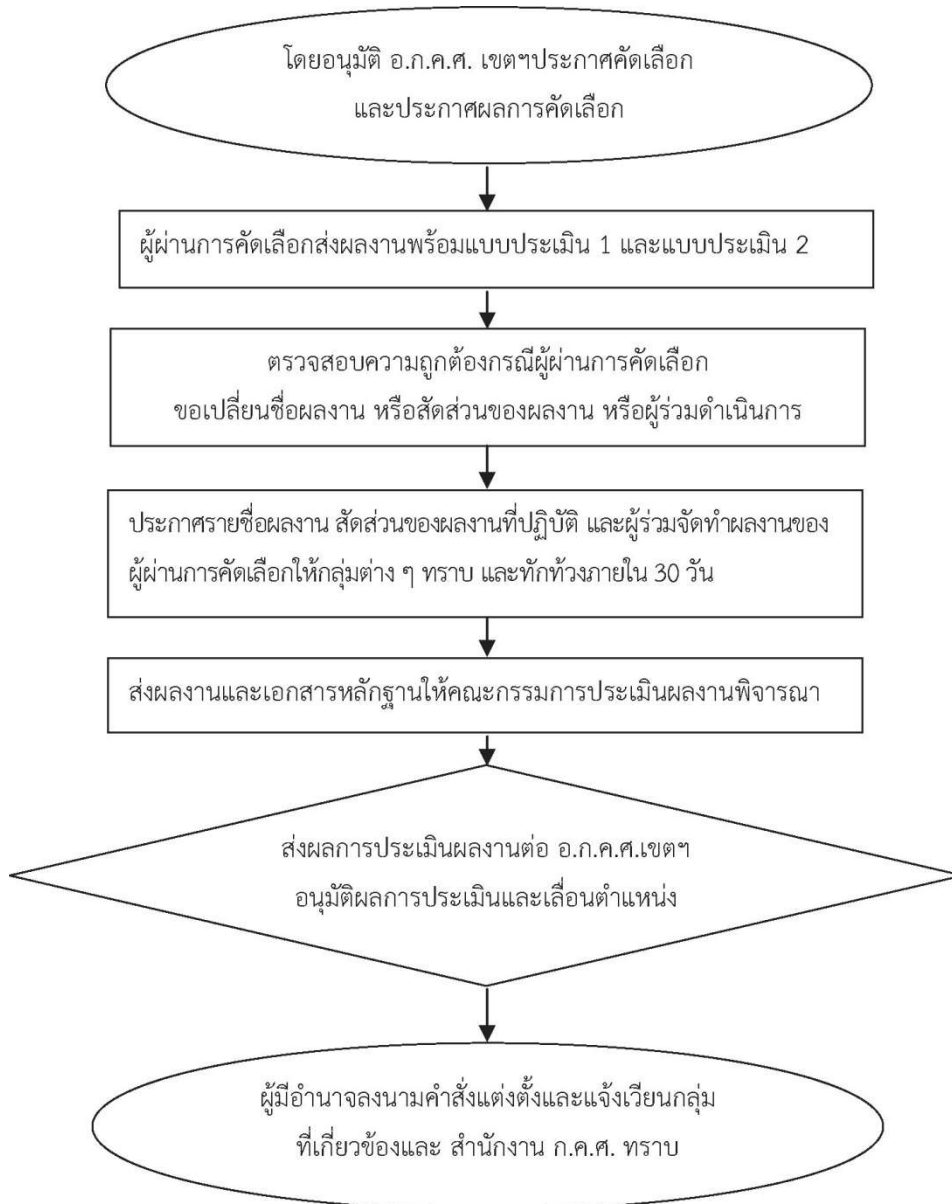 โดยอนุมัติ อ.ก.ค.ศ. เขตฯประกาศคัดเลือก
และประกาศผลการคัดเลือก
ผู้ผ่านการคัดเลือกส่งผลงานพร้อมแบบประเมิน 1 และแบบประเมิน 2
ตรวจสอบความถูกต้องกรณีผู้ผ่านการคัดเลือก
ขอเปลี่ยนชื่อผลงาน หรือสัดส่วนของผลงาน หรือผู้ร่วมดำเนินการ
ประกาศรายชื่อผลงาน สัดส่วนของผลงานที่ปฏิบัติ และผู้ร่วมจัดทำผลงานของ
ผู้ผ่านการคัดเลือกให้กลุ่มต่าง ๆ ทราบ และทักท้วงภายใน 30 วัน
ส่งผลงานและเอกสารหลักฐานให้คณะกรรมการประเมินผลงานพิจารณา
ส่งผลการประเมินผลงานต่อ อ.ก.ค.ศ.เขตฯ
อนุมัติผลการประเมินและเลื่อนตำแหน่ง
ผู้มีอำนาจลงนามคำสั่งแต่งตั้งและแจ้งเวียนกลุ่ม
ที่เกี่ยวข้องและ สำนักงาน ก.ค.ศ. ทราบ